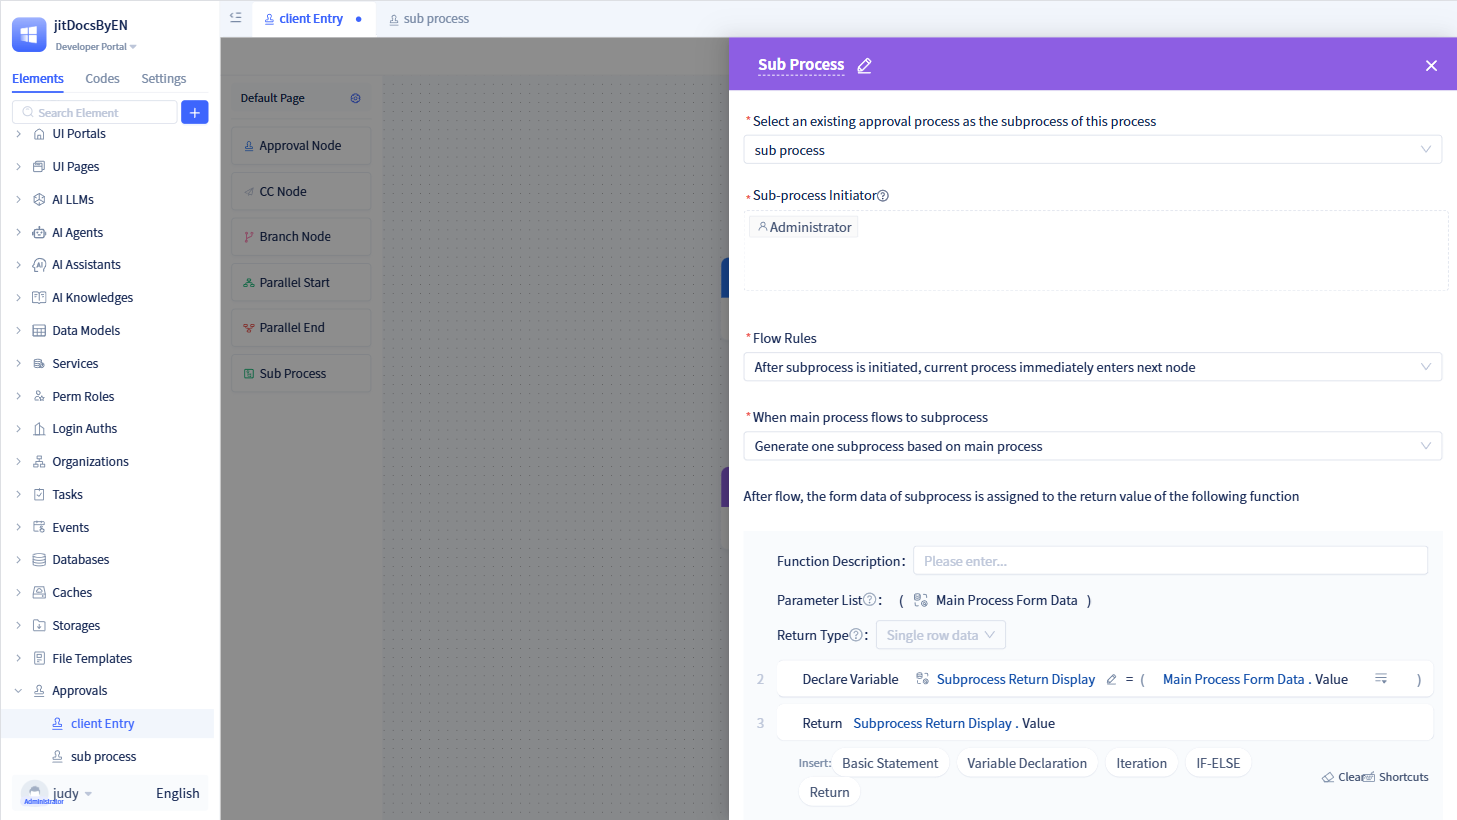 jitDocsByEN
Developer Portal
Elements Codes Settings
Search Element
UI Portals
UI Pages
AI LLMs
AI Agents
AI Assistants
AI Knowledges
Data Models
Services
Perm Roles
Login Auths
Organizations
Tasks
Events
Databases
Caches
Storages
File Templates
Approvals
client Entry
sub process
judy
Administrator
English
client Entry
sub process
Default Page
Approval Node
CC Node
Branch Node
Parallel Start
Parallel End
Sub Process
Sub Process
* Select an existing approval process as the subprocess of this process
sub process
* Sub-process Initiator
Administrator
* Flow Rules
After subprocess is initiated, current process immediately enters next node
* When main process flows to subprocess
Generate one subprocess based on main process
After flow, the form data of subprocess is assigned to the return value of the following function
Function Description: Please enter...
Parameter List : ( Main Process Form Data )
Return Type : Single row data
2 Declare Variable Subprocess Return Display = ( Main Process Form Data . Value )
3 Return Subprocess Return Display . Value
Insert: Basic Statement Variable Declaration Iteration IF-ELSE
Return
Clear Shortcuts